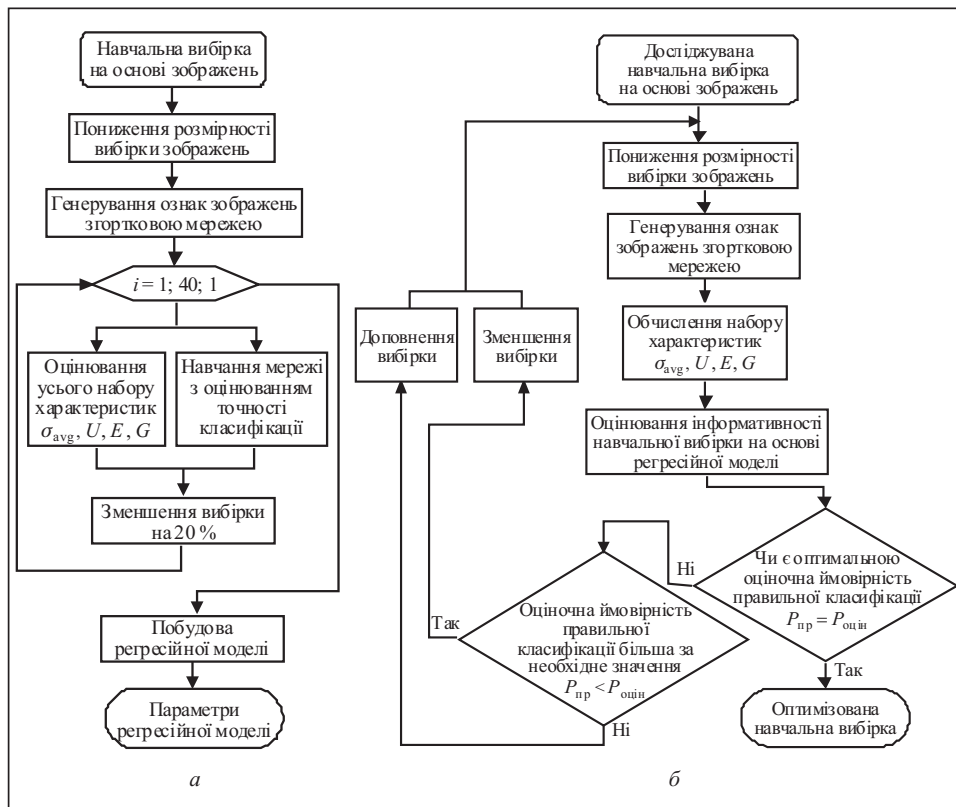 Навчальна вибірка
на основі зображень
Пониження розмірності
вибірки зображень
Генерування ознак зображень
згортковою мережею
i = 1; 40; 1
Оцінювання
усього набору
характеристик
σavg, U, E, G
Навчання мережі
з оцінюванням
точності
класифікації
Зменшення вибірки
на 20 %
Побудова
регресійної моделі
Параметри
регресійної моделі
а
Досліджувана
навчальна вибірка
на основі зображень
Пониження розмірності
вибірки зображень
Генерування ознак
зображень згортковою
мережею
Доповнення
вибірки
Зменшення
вибірки
Обчислення набору
характеристик
σavg, U, E, G
Оцінювання інформативності
навчальної вибірки на основі
регресійної моделі
Чи є оптимальною
оціночна ймовірність
правильної класифікації
Pпр = Pоцін
Ні
Так
Оціночна ймовірність
правильної
класифікації більша за
необхідне значення
Pпр < Pоцін
Так
Ні
Оптимізована
навчальна вибірка
б